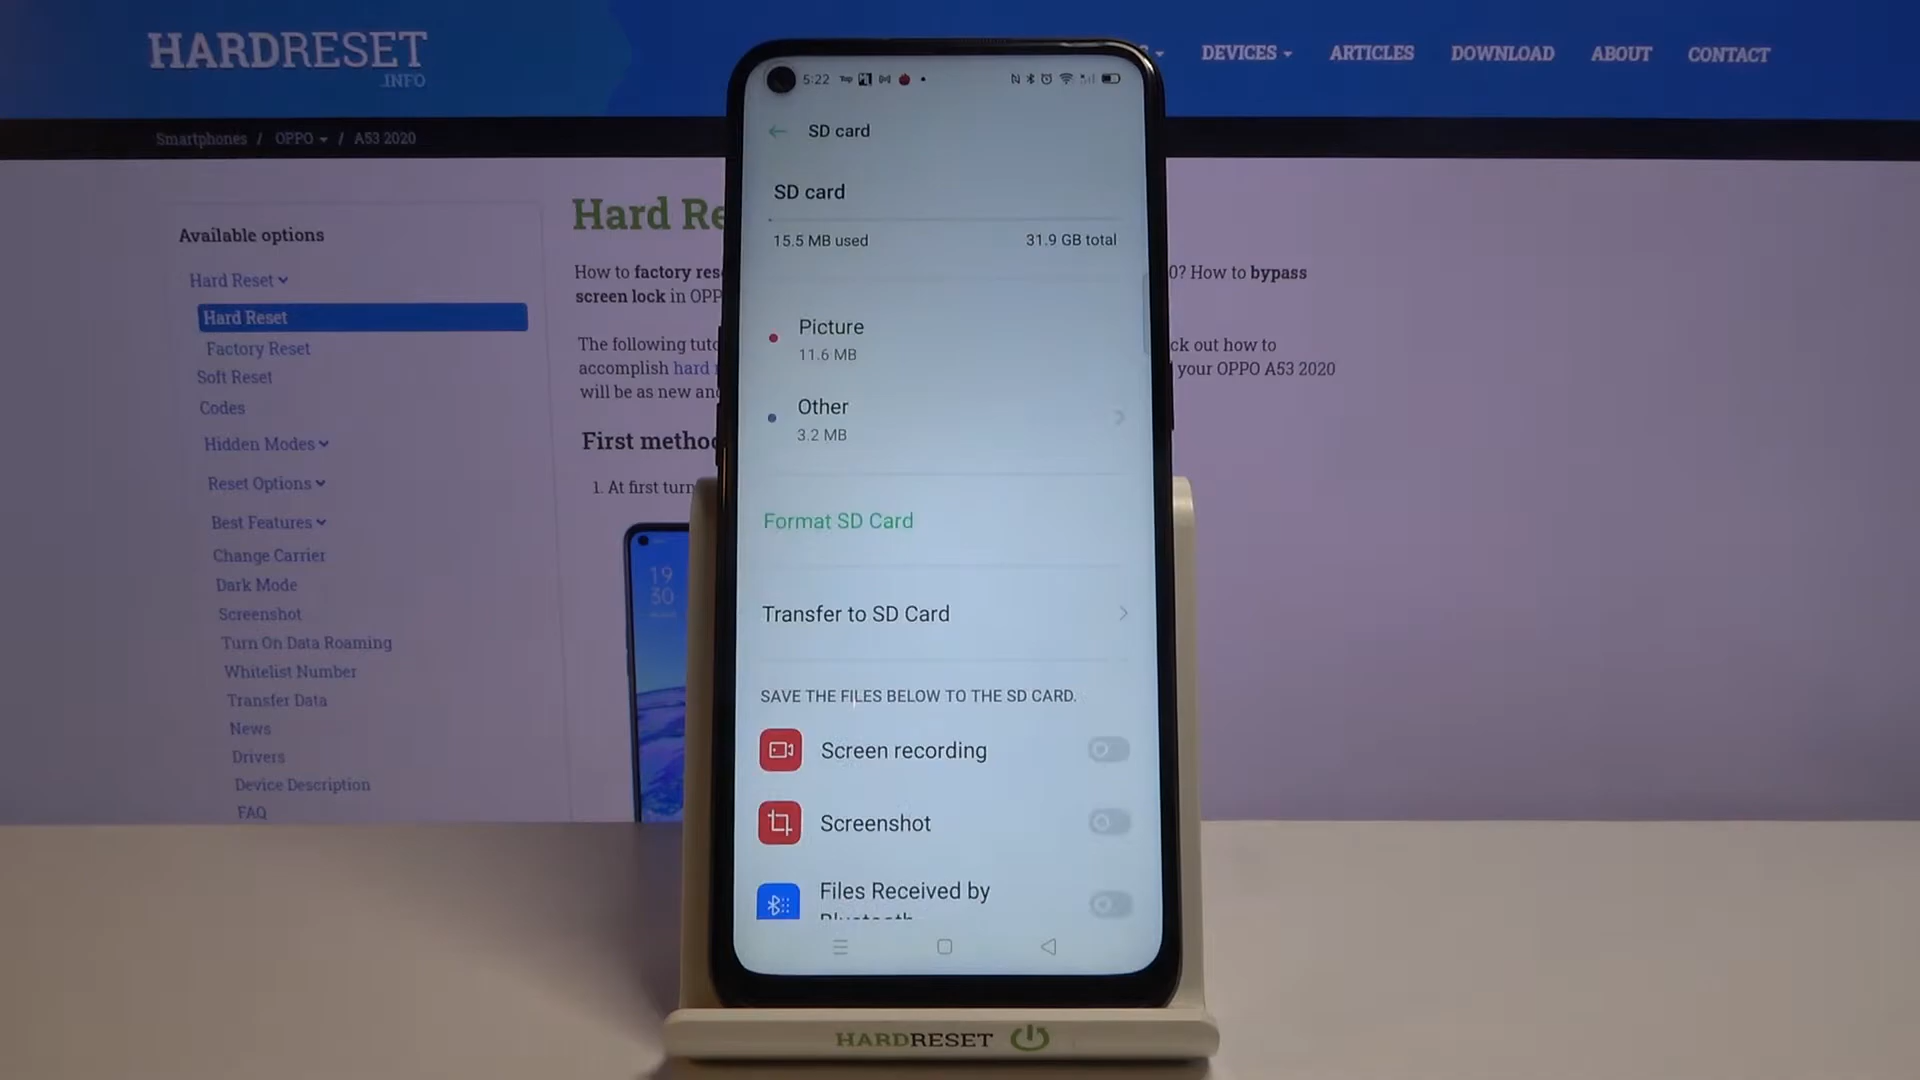 HARDRESET
.INFO
DEVICES
ARTICLES
DOWNLOAD
ABOUT
CONTACT
Smartphones / OPPO / A53 2020
Available options
Hard Reset
Hard Reset
Factory Reset
Soft Reset
Codes
Hidden Modes
Reset Options
Best Features
Change Carrier
Dark Mode
Screenshot
Turn On Data Roaming
Whitelist Number
Transfer Data
News
Drivers
Device Description
FAQ
Hard Re
How to factory res
0? How to bypass
screen lock in OPP
The following tuto
ck out how to
accomplish hard r
your OPPO A53 2020
will be as new an
First metho
1. At first turn
19
30
5:22
SD card
SD card
15.5 MB used
31.9 GB total
Picture
11.6 MB
Other
3.2 MB
Format SD Card
Transfer to SD Card
SAVE THE FILES BELOW TO THE SD CARD.
Screen recording
Screenshot
Files Received by
Bluetooth
HARDRESET